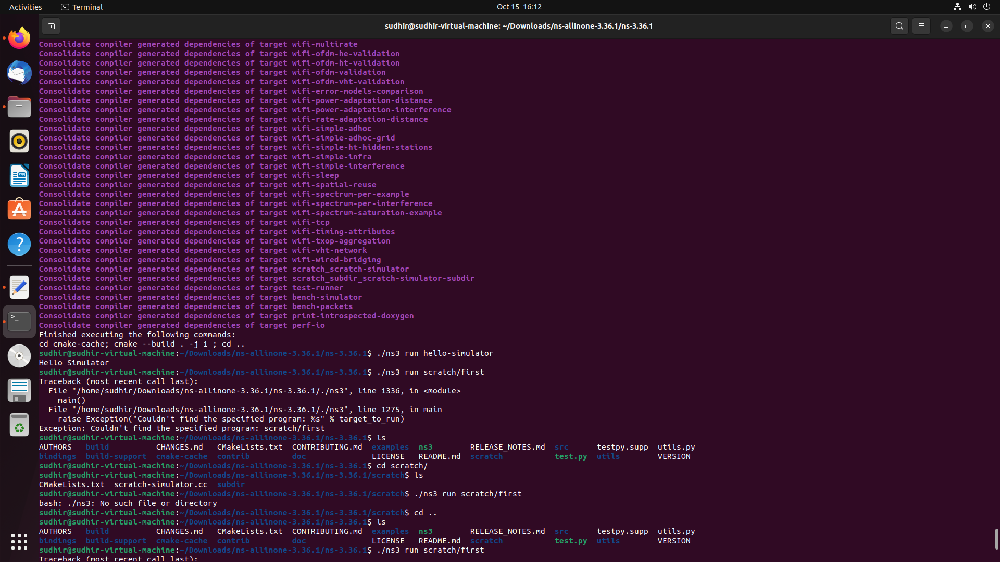 Activities Terminal Oct 15 16:12
sudhir@sudhir-virtual-machine: ~/Downloads/ns-allinone-3.36.1/ns-3.36.1
Consolidate compiler generated dependencies of target wifi-multirate
Consolidate compiler generated dependencies of target wifi-ofdm-he-validation
Consolidate compiler generated dependencies of target wifi-ofdm-ht-validation
Consolidate compiler generated dependencies of target wifi-ofdm-validation
Consolidate compiler generated dependencies of target wifi-ofdm-vht-validation
Consolidate compiler generated dependencies of target wifi-error-models-comparison
Consolidate compiler generated dependencies of target wifi-power-adaptation-distance
Consolidate compiler generated dependencies of target wifi-power-adaptation-interference
Consolidate compiler generated dependencies of target wifi-rate-adaptation-distance
Consolidate compiler generated dependencies of target wifi-simple-adhoc
Consolidate compiler generated dependencies of target wifi-simple-adhoc-grid
Consolidate compiler generated dependencies of target wifi-simple-ht-hidden-stations
Consolidate compiler generated dependencies of target wifi-simple-infra
Consolidate compiler generated dependencies of target wifi-simple-interference
Consolidate compiler generated dependencies of target wifi-sleep
Consolidate compiler generated dependencies of target wifi-spatial-reuse
Consolidate compiler generated dependencies of target wifi-spectrum-per-example
Consolidate compiler generated dependencies of target wifi-spectrum-per-interference
Consolidate compiler generated dependencies of target wifi-spectrum-saturation-example
Consolidate compiler generated dependencies of target wifi-tcp
Consolidate compiler generated dependencies of target wifi-timing-attributes
Consolidate compiler generated dependencies of target wifi-txop-aggregation
Consolidate compiler generated dependencies of target wifi-vht-network
Consolidate compiler generated dependencies of target wifi-wired-bridging
Consolidate compiler generated dependencies of target scratch_scratch-simulator
Consolidate compiler generated dependencies of target scratch_subdir_scratch-simulator-subdir
Consolidate compiler generated dependencies of target test-runner
Consolidate compiler generated dependencies of target bench-simulator
Consolidate compiler generated dependencies of target bench-packets
Consolidate compiler generated dependencies of target print-introspected-doxygen
Consolidate compiler generated dependencies of target perf-io
Finished executing the following commands:
cd cmake-cache; cmake --build . -j 1 ; cd ..
sudhir@sudhir-virtual-machine:~/Downloads/ns-allinone-3.36.1/ns-3.36.1$ ./ns3 run hello-simulator
Hello Simulator
sudhir@sudhir-virtual-machine:~/Downloads/ns-allinone-3.36.1/ns-3.36.1$ ./ns3 run scratch/first
Traceback (most recent call last):
  File "/home/sudhir/Downloads/ns-allinone-3.36.1/ns-3.36.1/./ns3", line 1336, in <module>
    main()
  File "/home/sudhir/Downloads/ns-allinone-3.36.1/ns-3.36.1/./ns3", line 1275, in main
    raise Exception("Couldn't find the specified program: %s" % target_to_run)
Exception: Couldn't find the specified program: scratch/first
sudhir@sudhir-virtual-machine:~/Downloads/ns-allinone-3.36.1/ns-3.36.1$ ls
AUTHORS build CHANGES.md CMakeLists.txt CONTRIBUTING.md examples ns3 RELEASE_NOTES.md src testpy.supp utils.py
bindings build-support cmake-cache contrib doc LICENSE README.md scratch test.py utils VERSION
sudhir@sudhir-virtual-machine:~/Downloads/ns-allinone-3.36.1/ns-3.36.1$ cd scratch/
sudhir@sudhir-virtual-machine:~/Downloads/ns-allinone-3.36.1/ns-3.36.1/scratch$ ls
CMakeLists.txt scratch-simulator.cc subdir
sudhir@sudhir-virtual-machine:~/Downloads/ns-allinone-3.36.1/ns-3.36.1/scratch$ ./ns3 run scratch/first
bash: ./ns3: No such file or directory
sudhir@sudhir-virtual-machine:~/Downloads/ns-allinone-3.36.1/ns-3.36.1/scratch$ cd ..
sudhir@sudhir-virtual-machine:~/Downloads/ns-allinone-3.36.1/ns-3.36.1$ ls
AUTHORS build CHANGES.md CMakeLists.txt CONTRIBUTING.md examples ns3 RELEASE_NOTES.md src testpy.supp utils.py
bindings build-support cmake-cache contrib doc LICENSE README.md scratch test.py utils VERSION
sudhir@sudhir-virtual-machine:~/Downloads/ns-allinone-3.36.1/ns-3.36.1$ ./ns3 run scratch/first
Traceback (most recent call last):